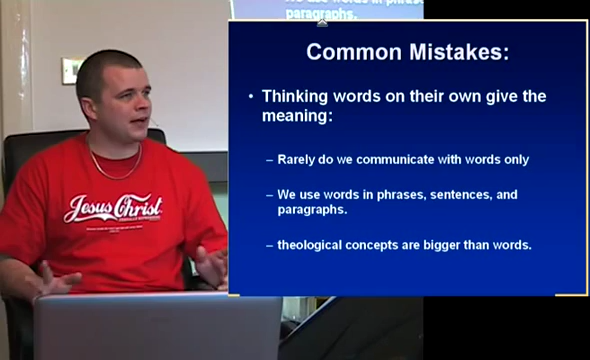 paragraphs.
Common Mistakes:
• Thinking words on their own give the
meaning:
– Rarely do we communicate with words only
– We use words in phrases, sentences, and
paragraphs.
– theological concepts are bigger than words.
Jesus Christ